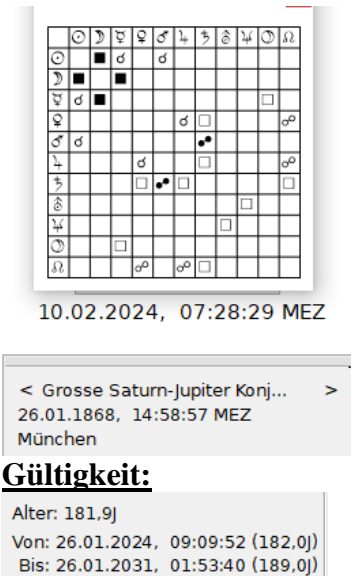 ☉ ☽ ☿ ♀ ♂ ♃ ♄ ⛢ ♆ ☊
☉ ■ ☌ ☌
☽ ■ ■
☿ ☌ ■ □
♀ ☌ □ ☍
♂ ☌ ☍
♃ ☌ □ ☍
♄ □ ☍ □ □
□
♆ □
□
☊ ☍ ☍ □
10.02.2024, 07:28:29 MEZ
< Grosse Saturn-Jupiter Konj... >
26.01.1868, 14:58:57 MEZ
München
Gültigkeit:
Alter: 181,9J
Von: 26.01.2024, 09:09:52 (182,0J)
Bis: 26.01.2031, 01:53:40 (189,0J)